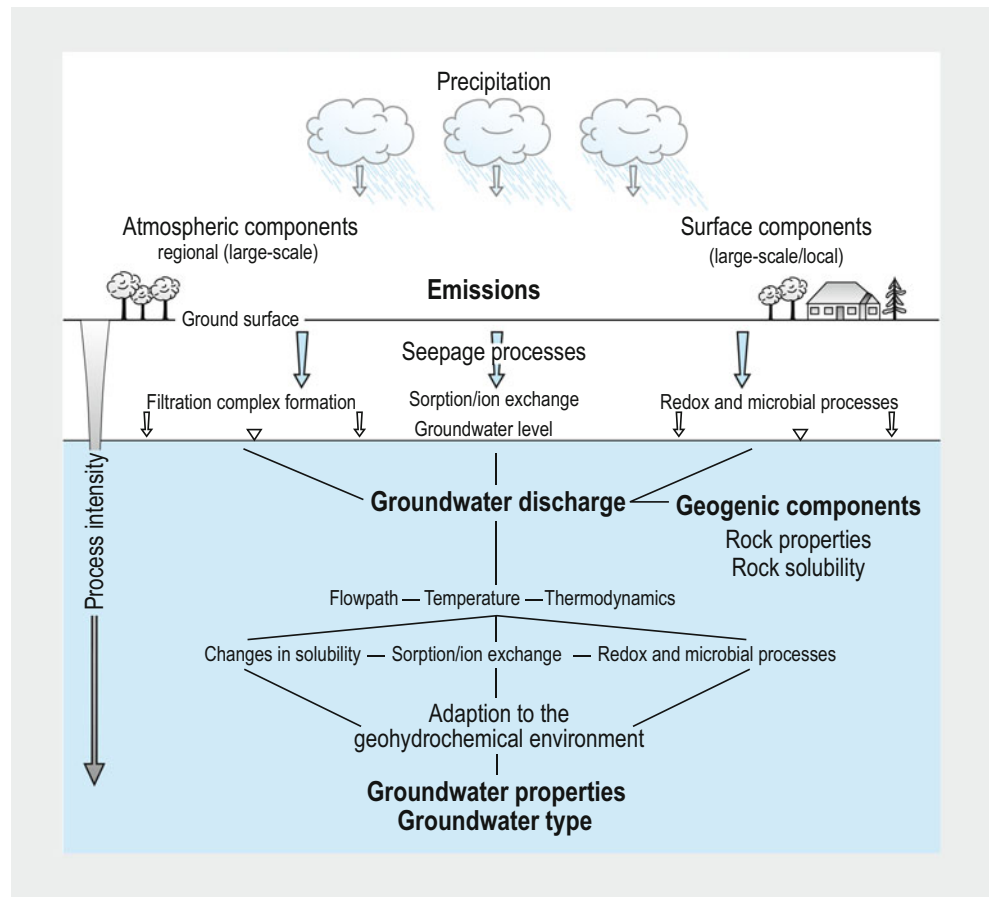 Precipitation
Atmospheric components
regional (large-scale)
Surface components
(large-scale/local)
Emissions
Ground surface
Seepage processes
Filtration complex formation
Sorption/ion exchange
Redox and microbial processes
Groundwater level
Process intensity
Groundwater discharge
Geogenic components
Rock properties
Rock solubility
Flowpath — Temperature — Thermodynamics
Changes in solubility — Sorption/ion exchange — Redox and microbial processes
Adaption to the
geohydrochemical environment
Groundwater properties
Groundwater type